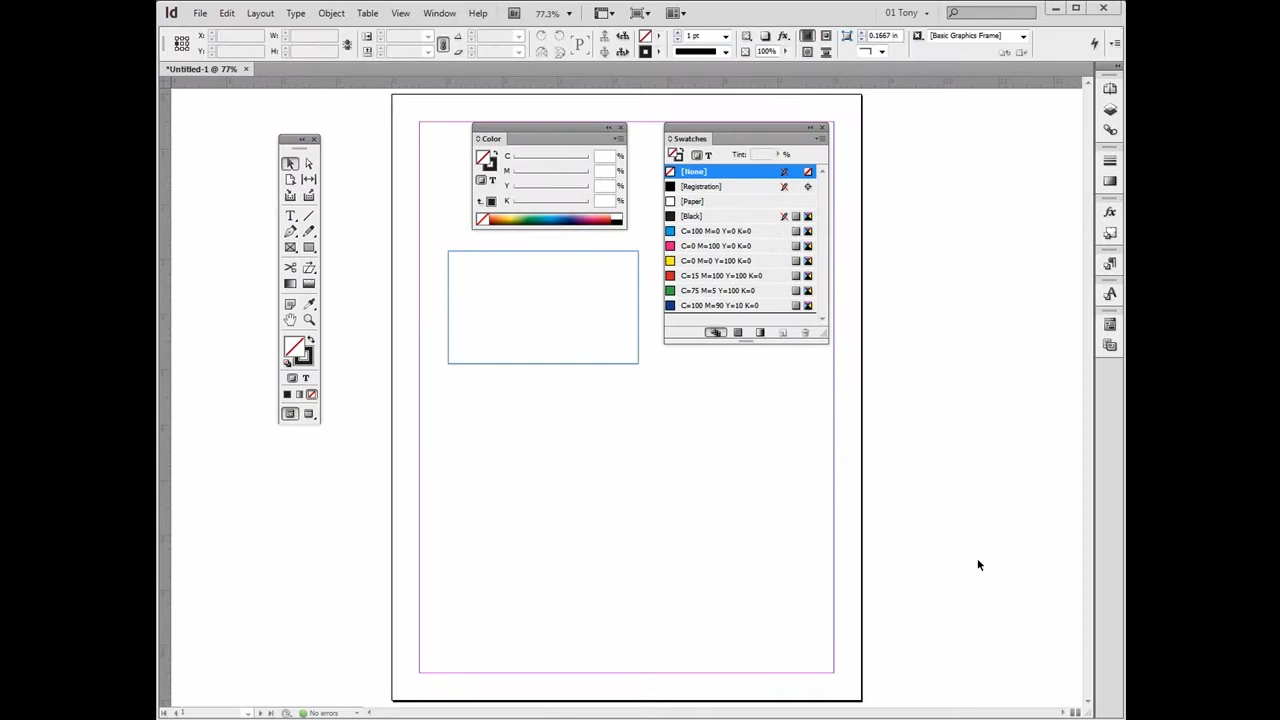 Id File Edit Layout Type Object Table View Window Help Br 77.3% 01 Tony
X: W: 1 pt 0.1667 in [Basic Graphics Frame]
Y: H: P 100%
*Untitled-1 @ 77% ×
Color
C %
M %
Y %
K %
Swatches
T Tint: %
[None]
[Registration]
[Paper]
[Black]
C=100 M=0 Y=0 K=0
C=0 M=100 Y=0 K=0
C=0 M=0 Y=100 K=0
C=15 M=100 Y=100 K=0
C=75 M=5 Y=100 K=0
C=100 M=90 Y=10 K=0
1 No errors